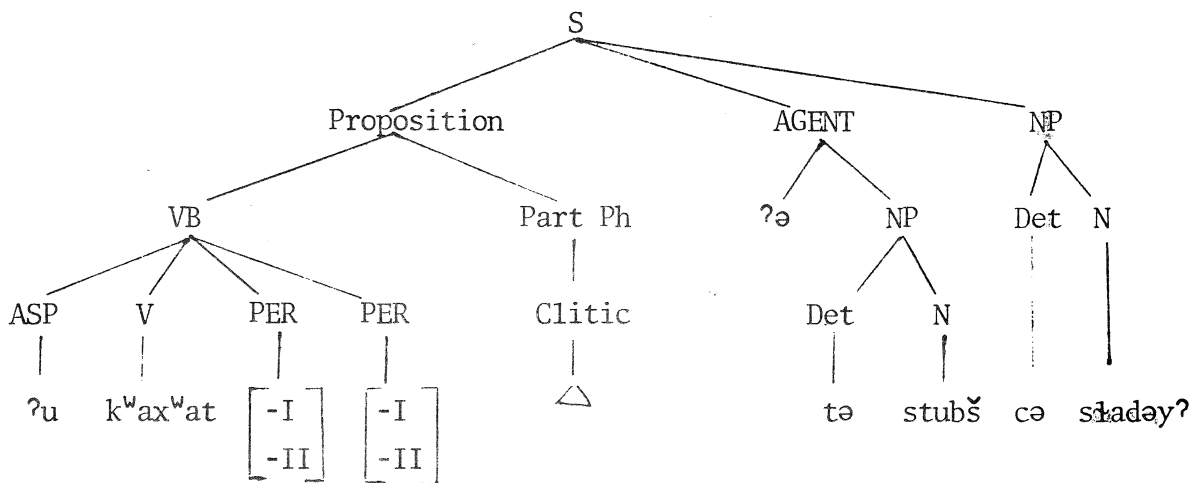 S
Proposition AGENT NP
VB Part Ph ʔə NP Det N
ASP V PER PER Clitic Det N
ʔu kʷaxʷat [-I [-I tə stubš cə sɬadəyʔ
-II] -II]